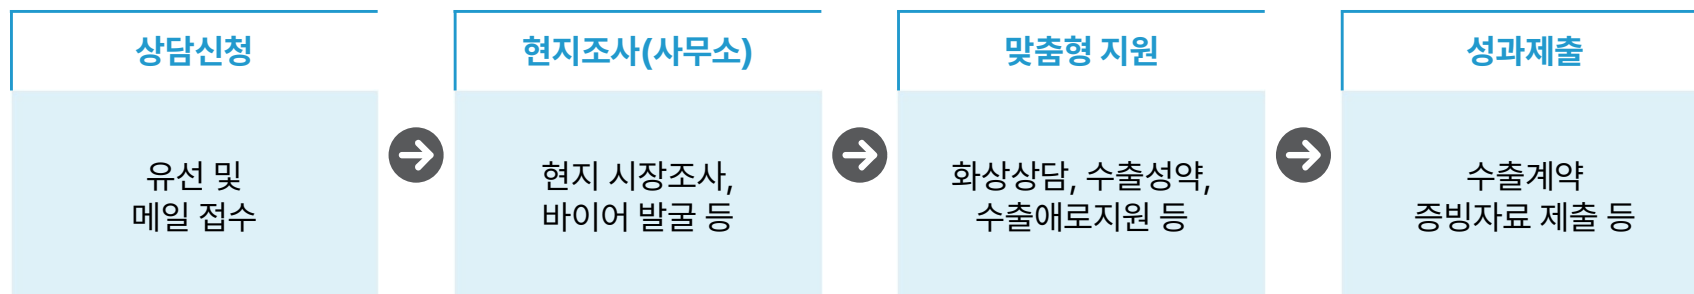 상담신청
유선 및
메일 접수
현지조사(사무소)
현지 시장조사,
바이어 발굴 등
맞춤형 지원
화상상담, 수출성약,
수출애로지원 등
성과제출
수출계약
증빙자료 제출 등